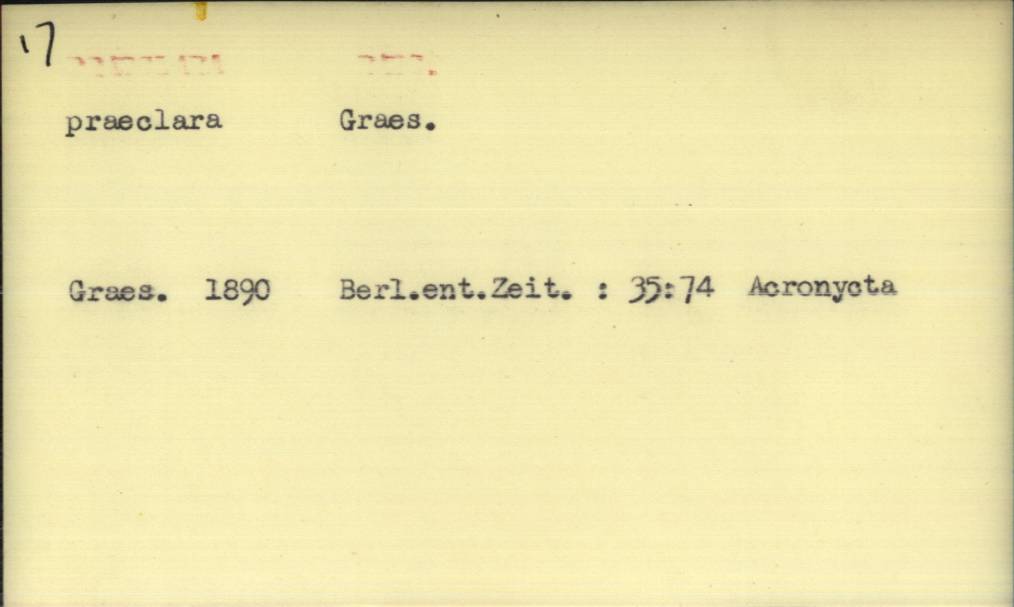 17
praeclara Graes.
Graes. 1890 Berl.ent.Zeit. : 35:74 Acronycta